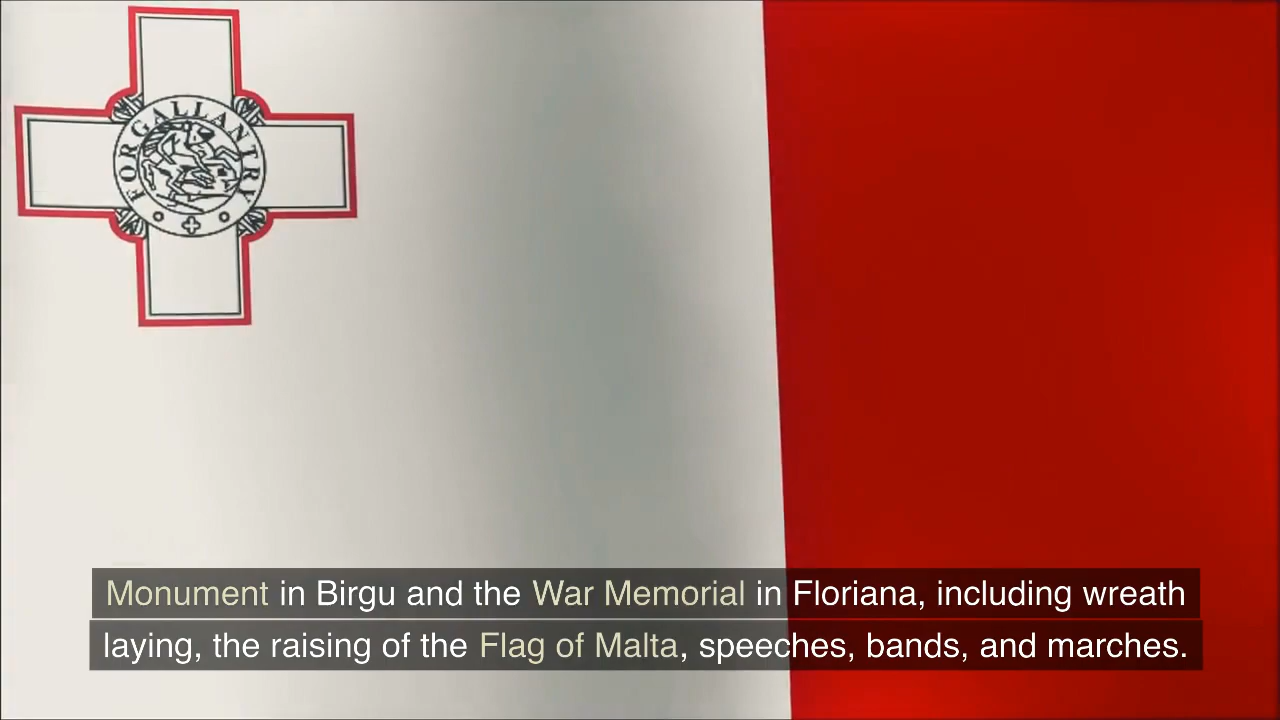 FOR GALLANTRY
Monument in Birgu and the War Memorial in Floriana, including wreath
laying, the raising of the Flag of Malta, speeches, bands, and marches.